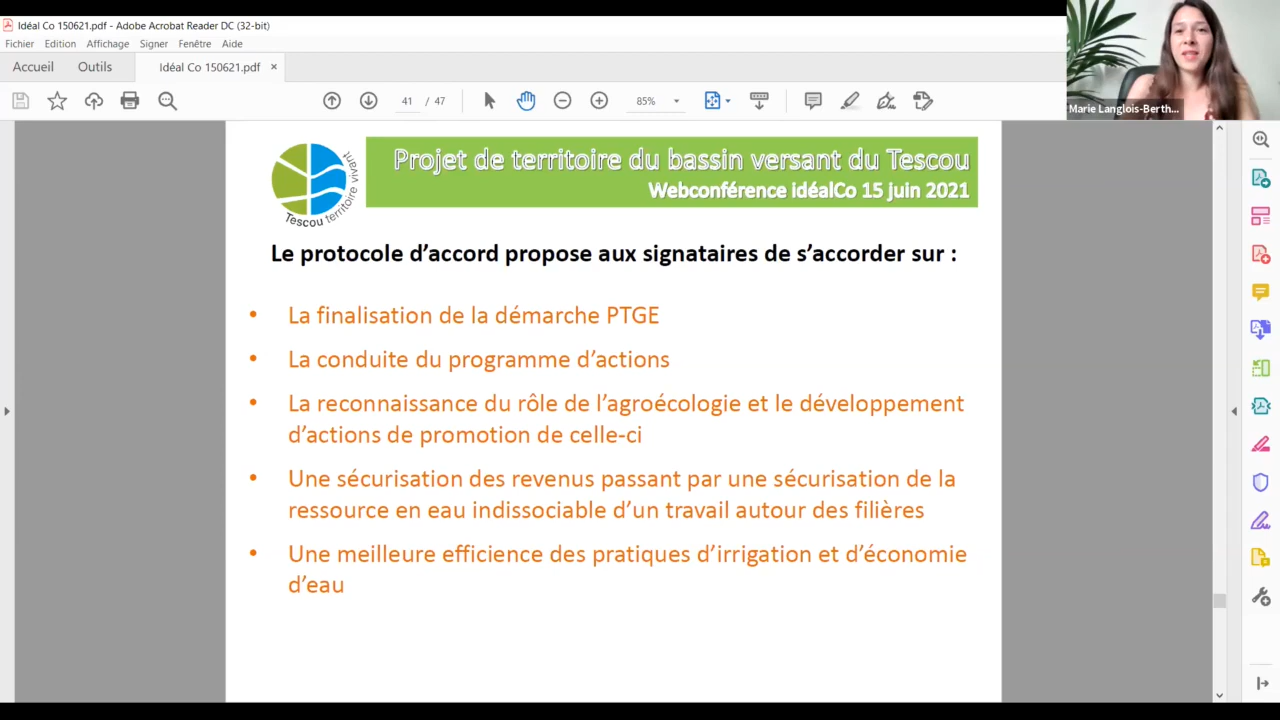 Idéal Co 150621.pdf - Adobe Acrobat Reader DC (32-bit)
Fichier Edition Affichage Signer Fenêtre Aide
Accueil Outils Idéal Co 150621.pdf ×
41 / 47 85%
Marie Langlois-Berth...
Tescou territoire vivant
Projet de territoire du bassin versant du Tescou
Webconférence idéalCo 15 juin 2021
Le protocole d’accord propose aux signataires de s’accorder sur :
• La finalisation de la démarche PTGE
• La conduite du programme d’actions
• La reconnaissance du rôle de l’agroécologie et le développement
d’actions de promotion de celle-ci
• Une sécurisation des revenus passant par une sécurisation de la
ressource en eau indissociable d’un travail autour des filières
• Une meilleure efficience des pratiques d’irrigation et d’économie
d’eau